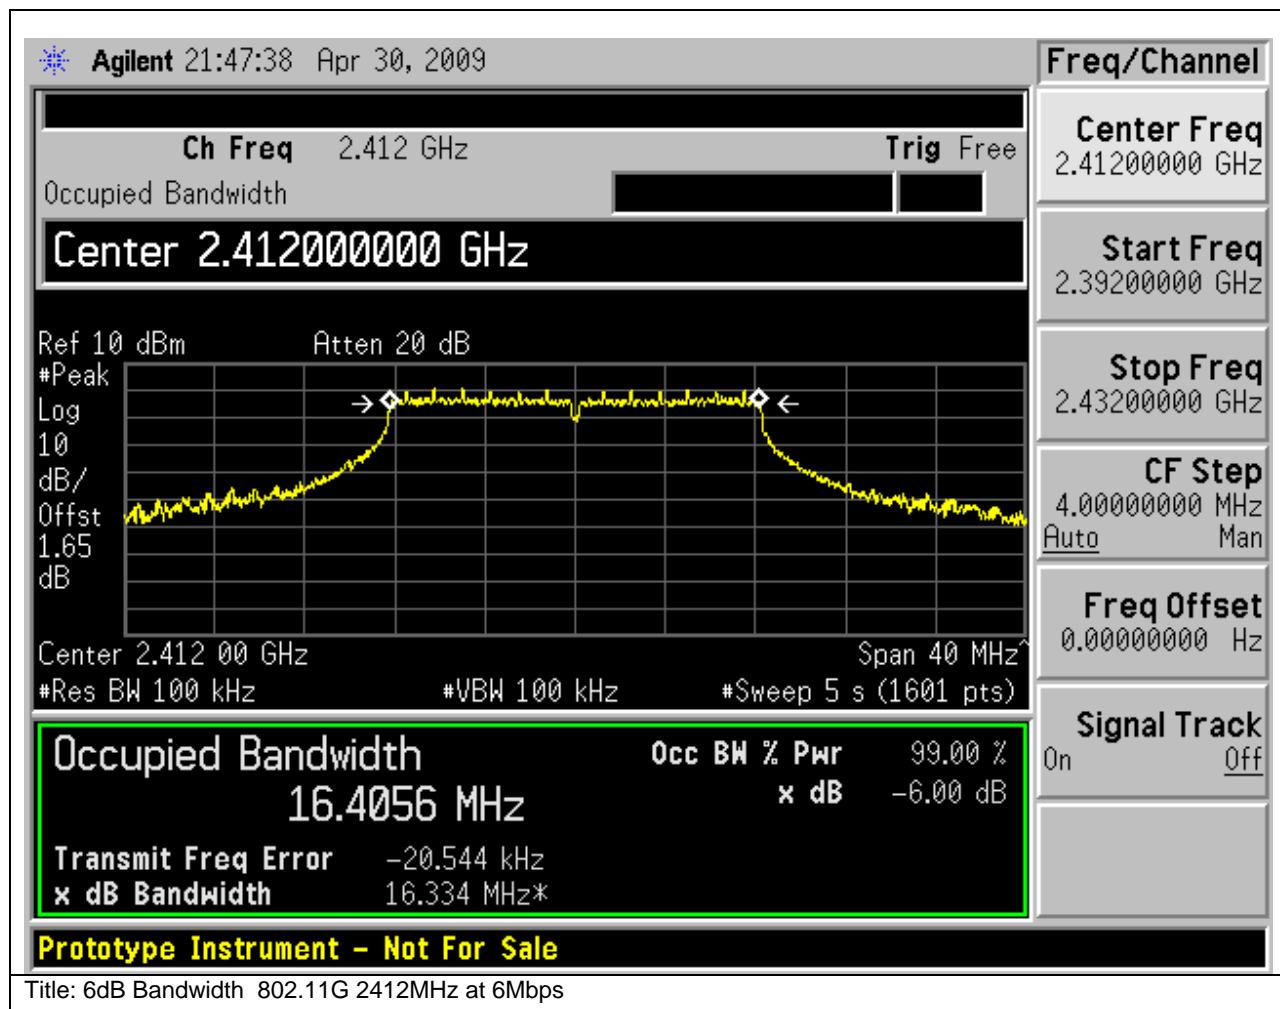 Agilent 21:47:38 Apr 30, 2009
Freq/Channel
Ch Freq 2.412 GHz Trig Free
Occupied Bandwidth
Center 2.412000000 GHz
Ref 10 dBm Atten 20 dB
#Peak
Log
10
dB/
Offst
1.65
dB
Center 2.412 00 GHz Span 40 MHz^
#Res BW 100 kHz #VBW 100 kHz #Sweep 5 s (1601 pts)
Occupied Bandwidth Occ BW % Pwr 99.00 %
16.4056 MHz x dB -6.00 dB
Transmit Freq Error -20.544 kHz
x dB Bandwidth 16.334 MHz*
Center Freq
2.41200000 GHz
Start Freq
2.39200000 GHz
Stop Freq
2.43200000 GHz
CF Step
4.00000000 MHz
Auto Man
Freq Offset
0.00000000 Hz
Signal Track
On Off
Prototype Instrument - Not For Sale
Title: 6dB Bandwidth 802.11G 2412MHz at 6Mbps